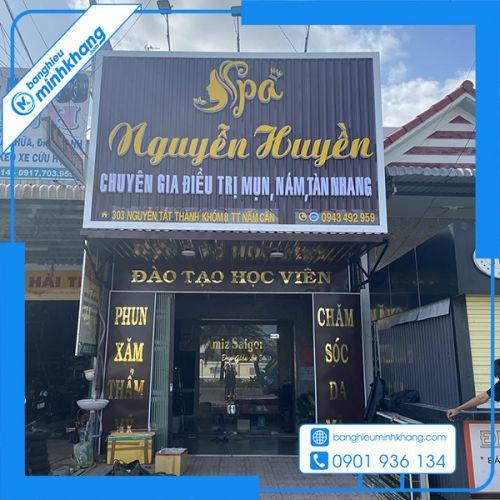 banghieu
minhkhang
Spa
Nguyễn Huyền
CHUYÊN GIA ĐIỀU TRỊ MỤN, NÁM, TÀN NHANG
303 NGUYỄN TẤT THÀNH KHÓM 8 TT NĂM CĂN
0943 492 959
ĐÀO TẠO HỌC VIÊN
PHUN
XĂM
THẨM
MĨ
miz Saigon
CHĂM
SÓC
DA
HẢI
banghieuminhkhang.com
0901 936 134